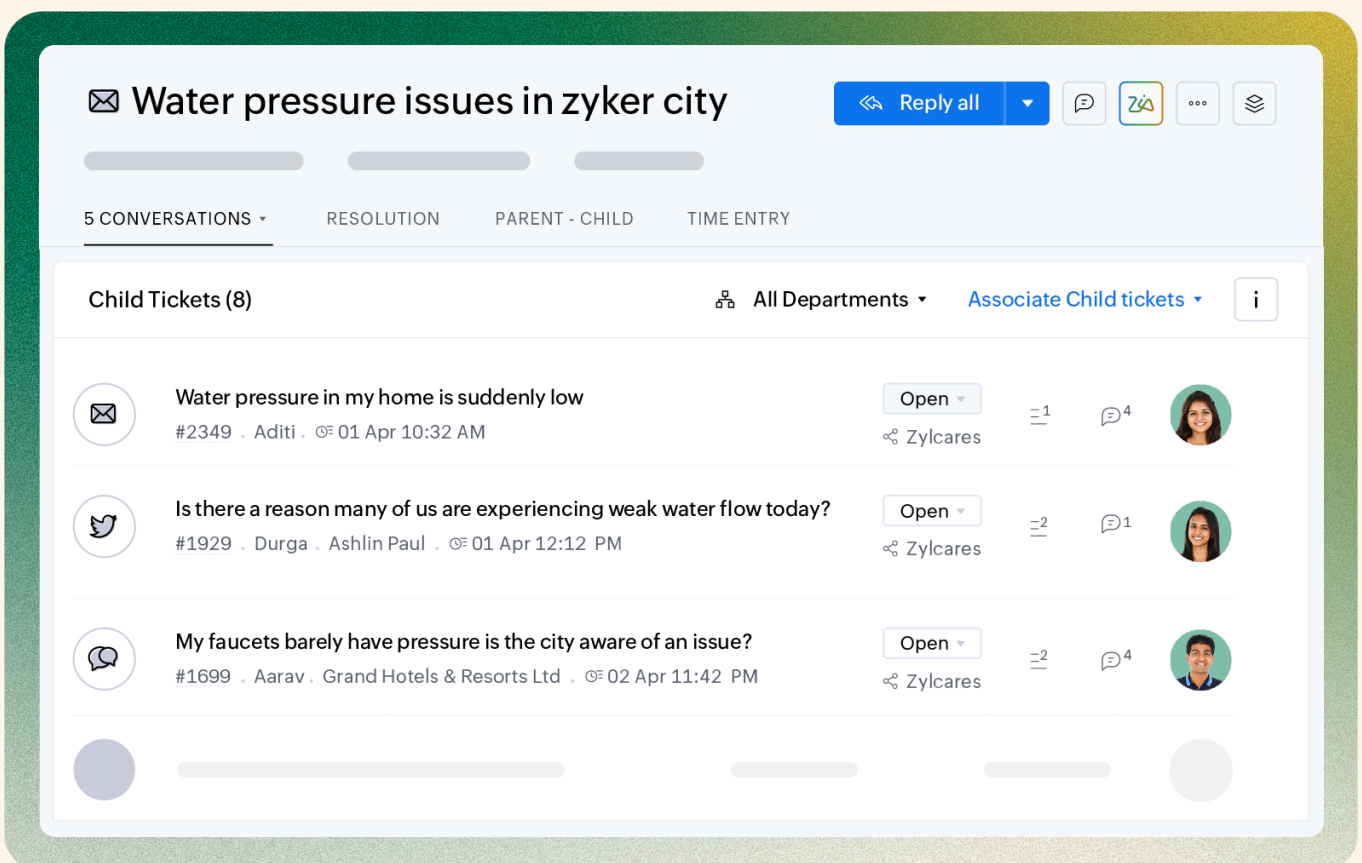 Water pressure issues in zyker city
Reply all
Zia
5 CONVERSATIONS RESOLUTION PARENT - CHILD TIME ENTRY
Child Tickets (8) All Departments Associate Child tickets i
Water pressure in my home is suddenly low Open 1 4
#2349 . Aditi . 01 Apr 10:32 AM Zylcares
Is there a reason many of us are experiencing weak water flow today? Open 2 1
#1929 . Durga . Ashlin Paul . 01 Apr 12:12 PM Zylcares
My faucets barely have pressure is the city aware of an issue? Open 2 4
#1699 . Aarav . Grand Hotels & Resorts Ltd . 02 Apr 11:42 PM Zylcares